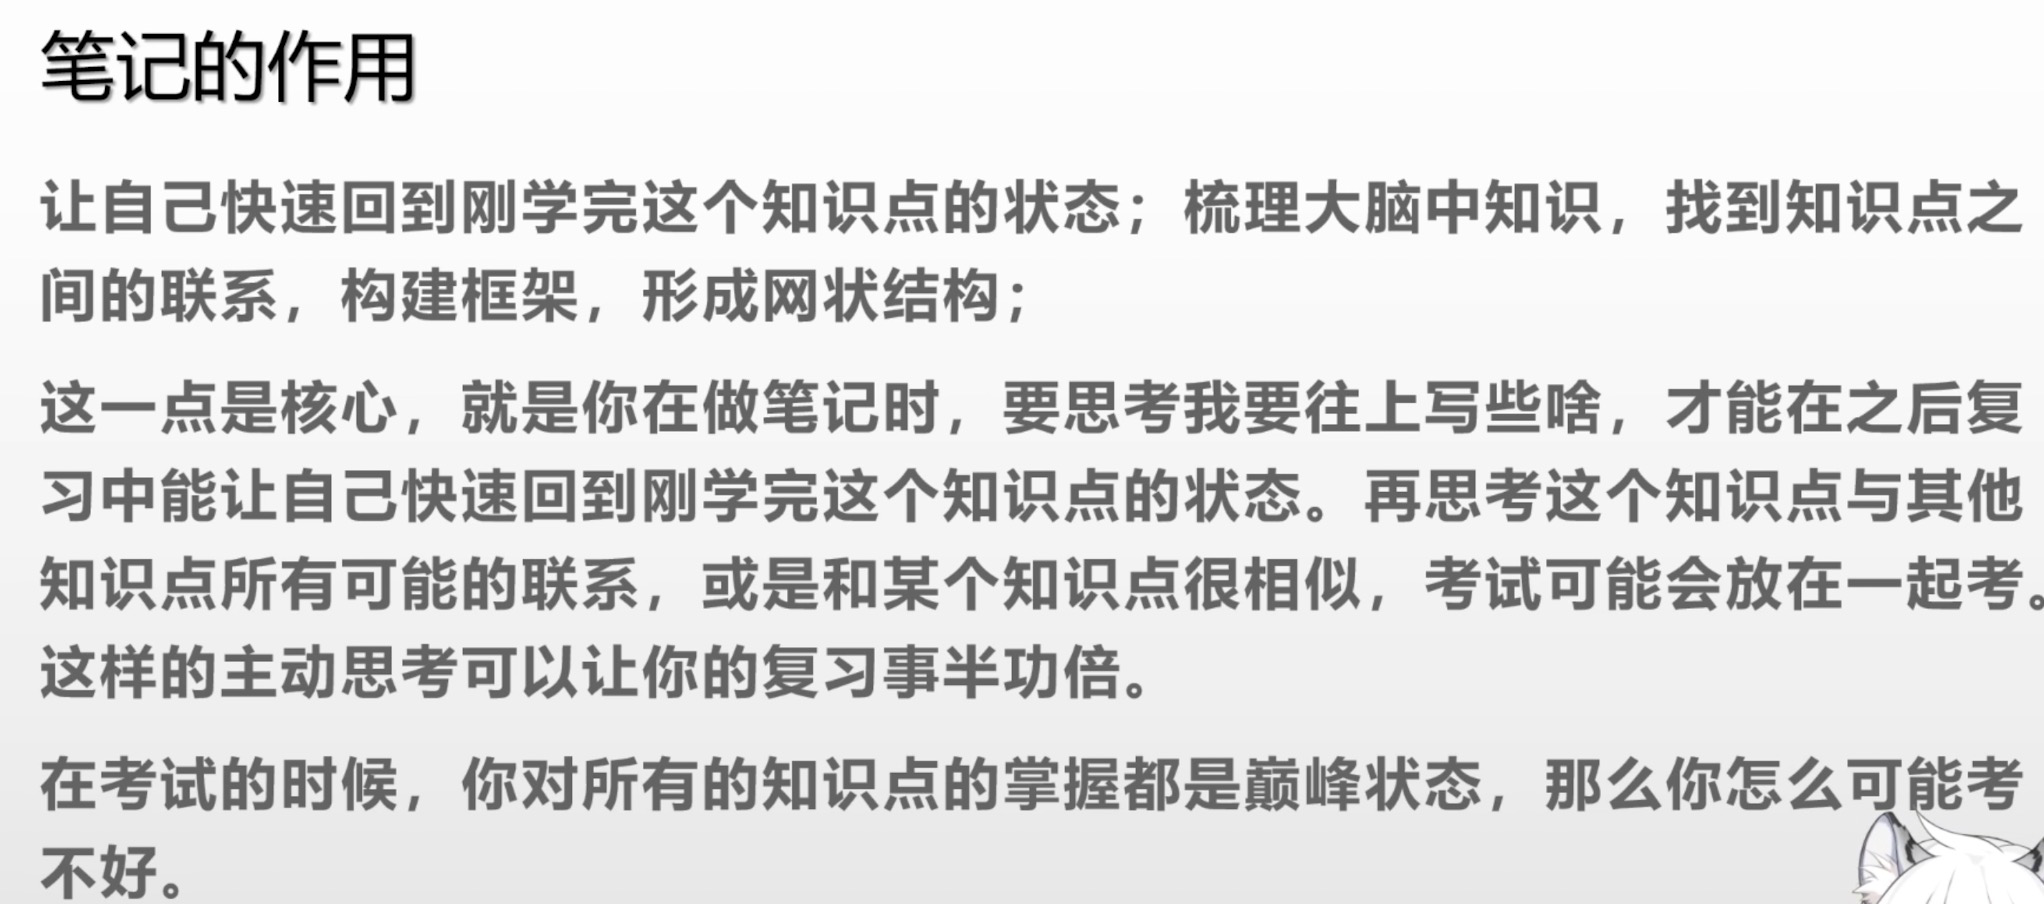 笔记的作用
让自己快速回到刚学完这个知识点的状态；梳理大脑中知识，找到知识点之
间的联系，构建框架，形成网状结构；
这一点是核心，就是你在做笔记时，要思考我要往上写些啥，才能在之后复
习中能让自己快速回到刚学完这个知识点的状态。再思考这个知识点与其他
知识点所有可能的联系，或是和某个知识点很相似，考试可能会放在一起考。
这样的主动思考可以让你的复习事半功倍。
在考试的时候，你对所有的知识点的掌握都是巅峰状态，那么你怎么可能考
不好。